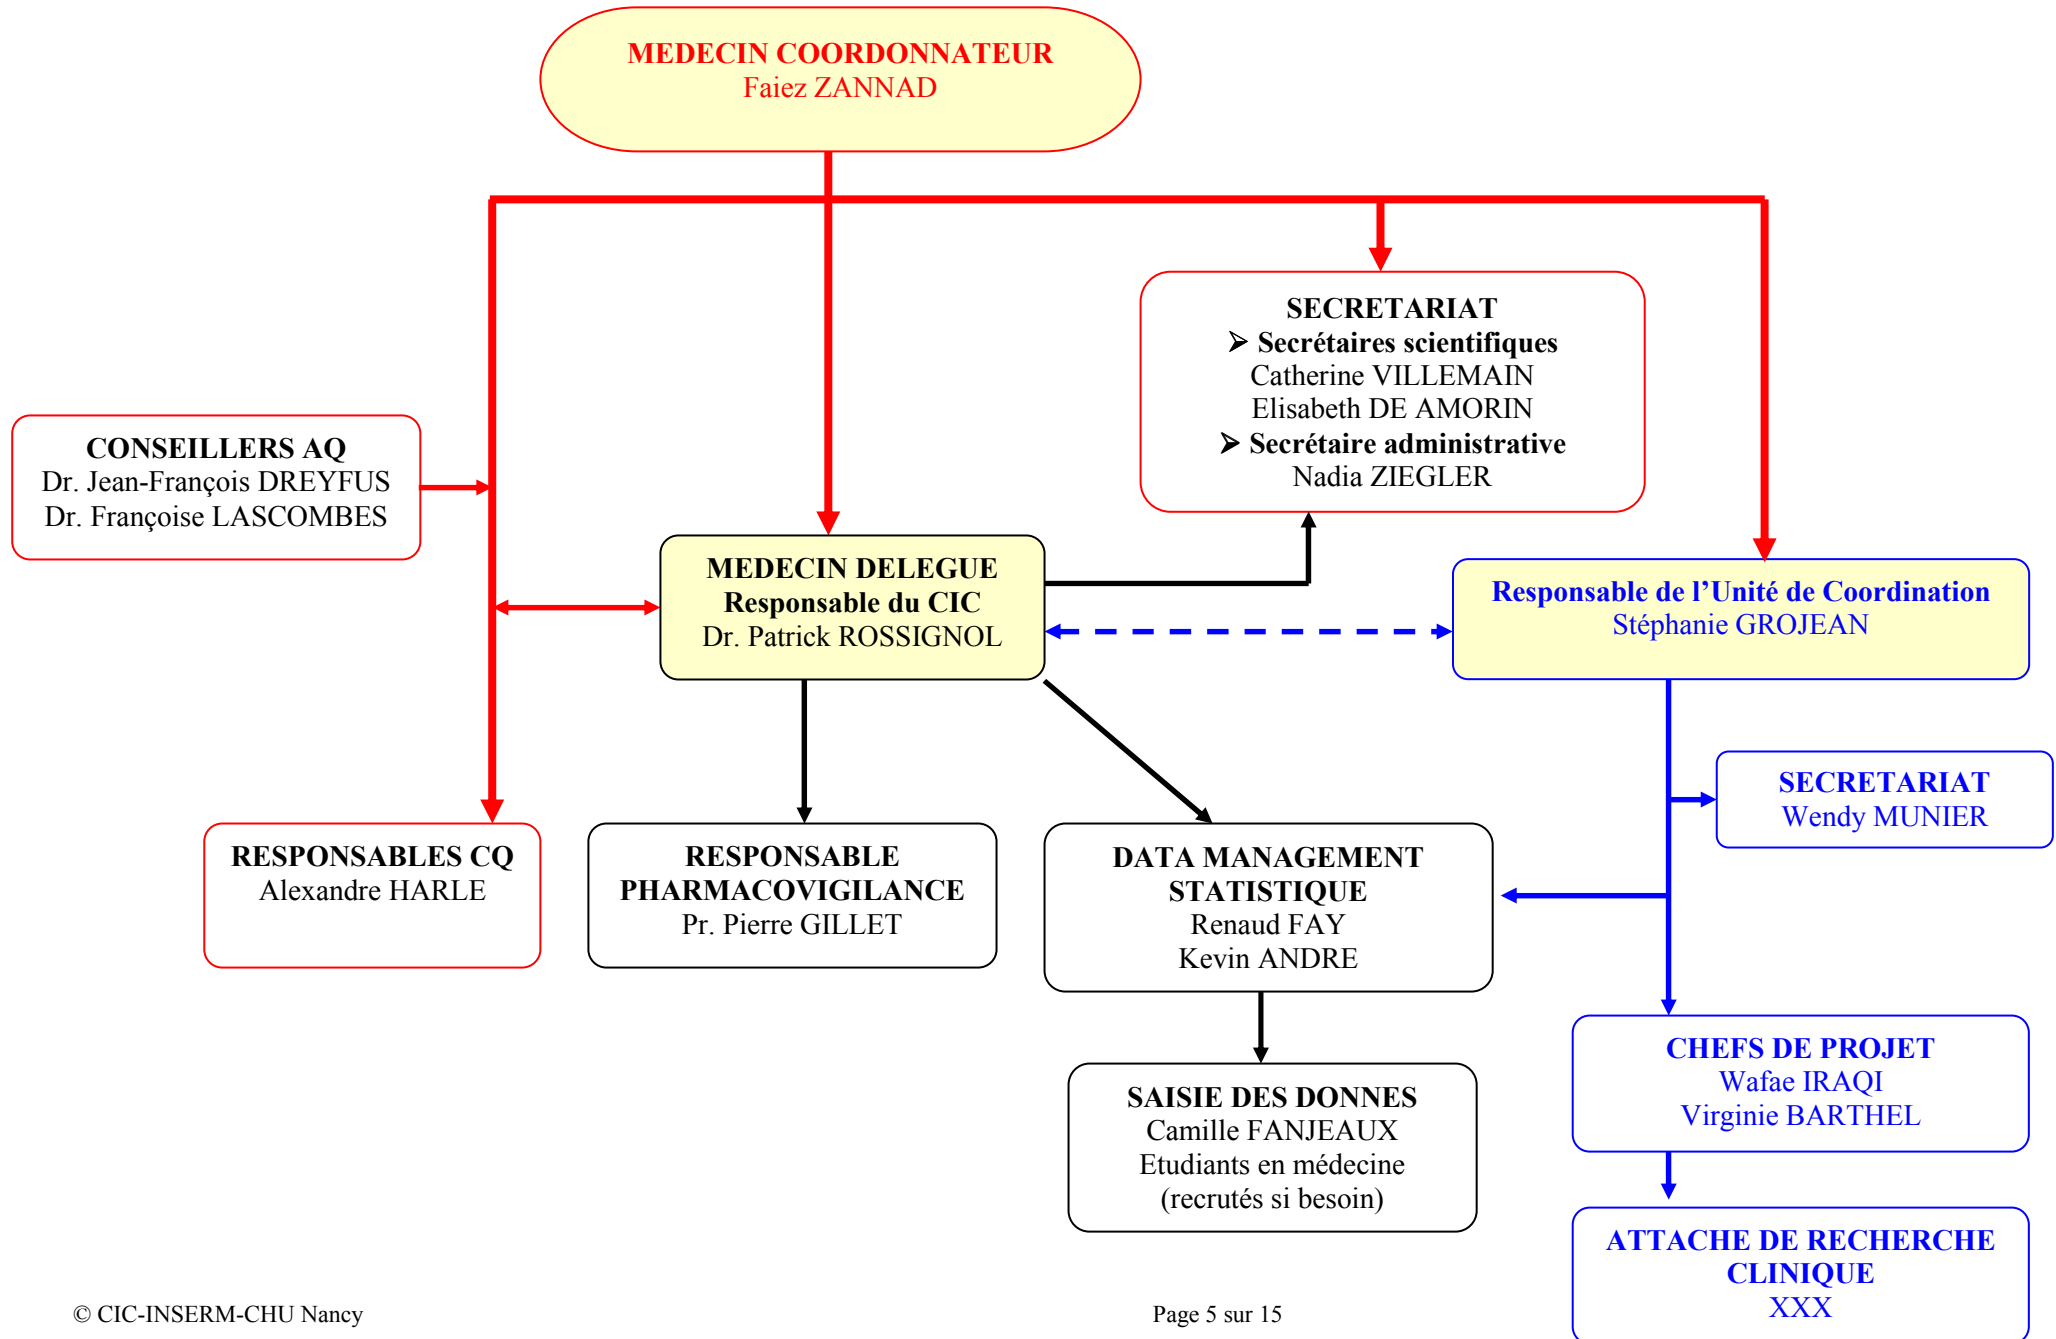 MEDECIN COORDONNATEUR
Faiez ZANNAD
SECRETARIAT
➢ Secrétaires scientifiques
Catherine VILLEMAIN
Elisabeth DE AMORIN
➢ Secrétaire administrative
Nadia ZIEGLER
CONSEILLERS AQ
Dr. Jean-François DREYFUS
Dr. Françoise LASCOMBES
MEDECIN DELEGUE
Responsable du CIC
Dr. Patrick ROSSIGNOL
Responsable de l’Unité de Coordination
Stéphanie GROJEAN
SECRETARIAT
Wendy MUNIER
RESPONSABLES CQ
Alexandre HARLE
RESPONSABLE
PHARMACOVIGILANCE
Pr. Pierre GILLET
DATA MANAGEMENT
STATISTIQUE
Renaud FAY
Kevin ANDRE
CHEFS DE PROJET
Wafae IRAQI
Virginie BARTHEL
SAISIE DES DONNES
Camille FANJEAUX
Etudiants en médecine
(recrutés si besoin)
ATTACHE DE RECHERCHE
CLINIQUE
XXX
© CIC-INSERM-CHU Nancy
Page 5 sur 15